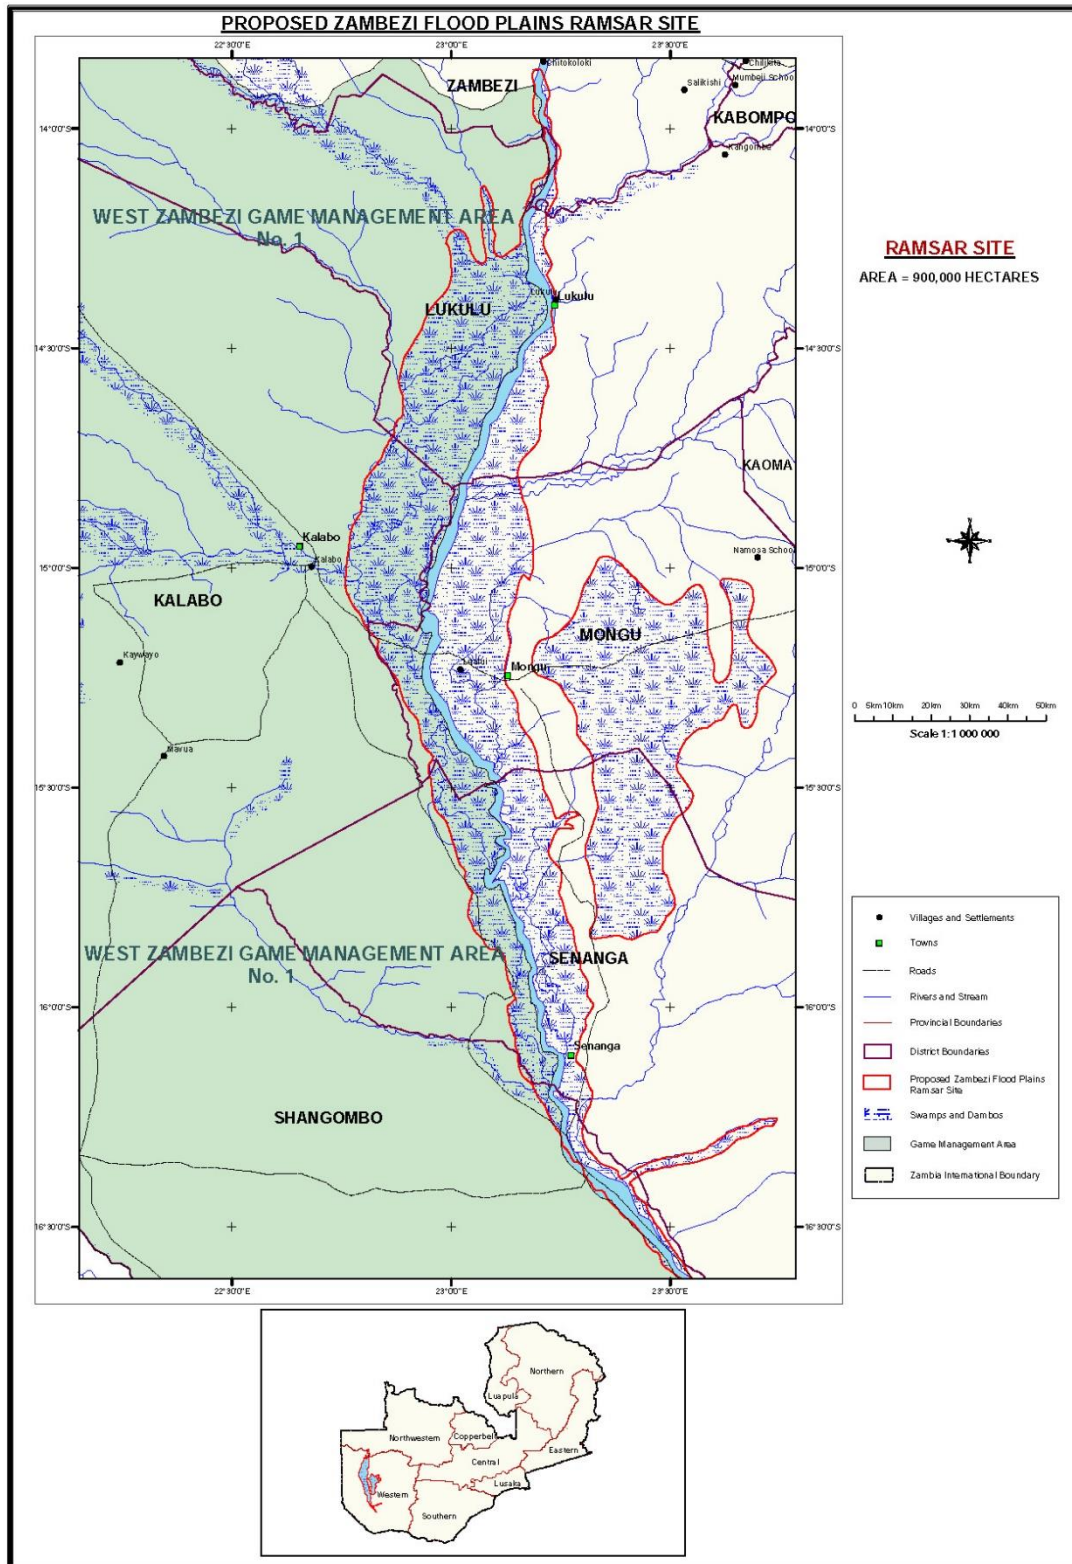 PROPOSED ZAMBEZI FLOOD PLAINS RAMSAR SITE
22°30'0"E 23°00'E 23°30'0"E
Chitokoloki
Chilikita
ZAMBEZI
Salikishi
Mumbeji Schoo
KABOMPO
14°0'0"S 14°0'0"S
Kangombe
WEST ZAMBEZI GAME MANAGEMENT AREA
No. 1
RAMSAR SITE
AREA = 900,000 HECTARES
Lukulu
LUKULU
14°30'0"S 14°30'0"S
KAOMA
Kalabo
Namosa Schoo
Kalabo
15°0'0"S 15°0'0"S
KALABO
MONGU
Kaywayo
Lealui
Mongu
0 5km 10km 20km 30km 40km 50km
Scale 1:1 000 000
Mavua
15°30'0"S 15°30'0"S
WEST ZAMBEZI GAME MANAGEMENT AREA
No. 1
SENANGA
16°0'0"S 16°0'0"S
Senanga
SHANGOMBO
16°30'0"S 16°30'0"S
22°30'0"E 23°00'E 23°30'0"E
Villages and Settlements
Towns
Roads
Rivers and Stream
Provincial Boundaries
District Boundaries
Proposed Zambezi Flood Plains
Ramsar Site
Swamps and Dambos
Game Management Area
Zambia International Boundary
Northern
Luapula
Northwestern
Copperbelt
Eastern
Central
Lusaka
Western
Southern